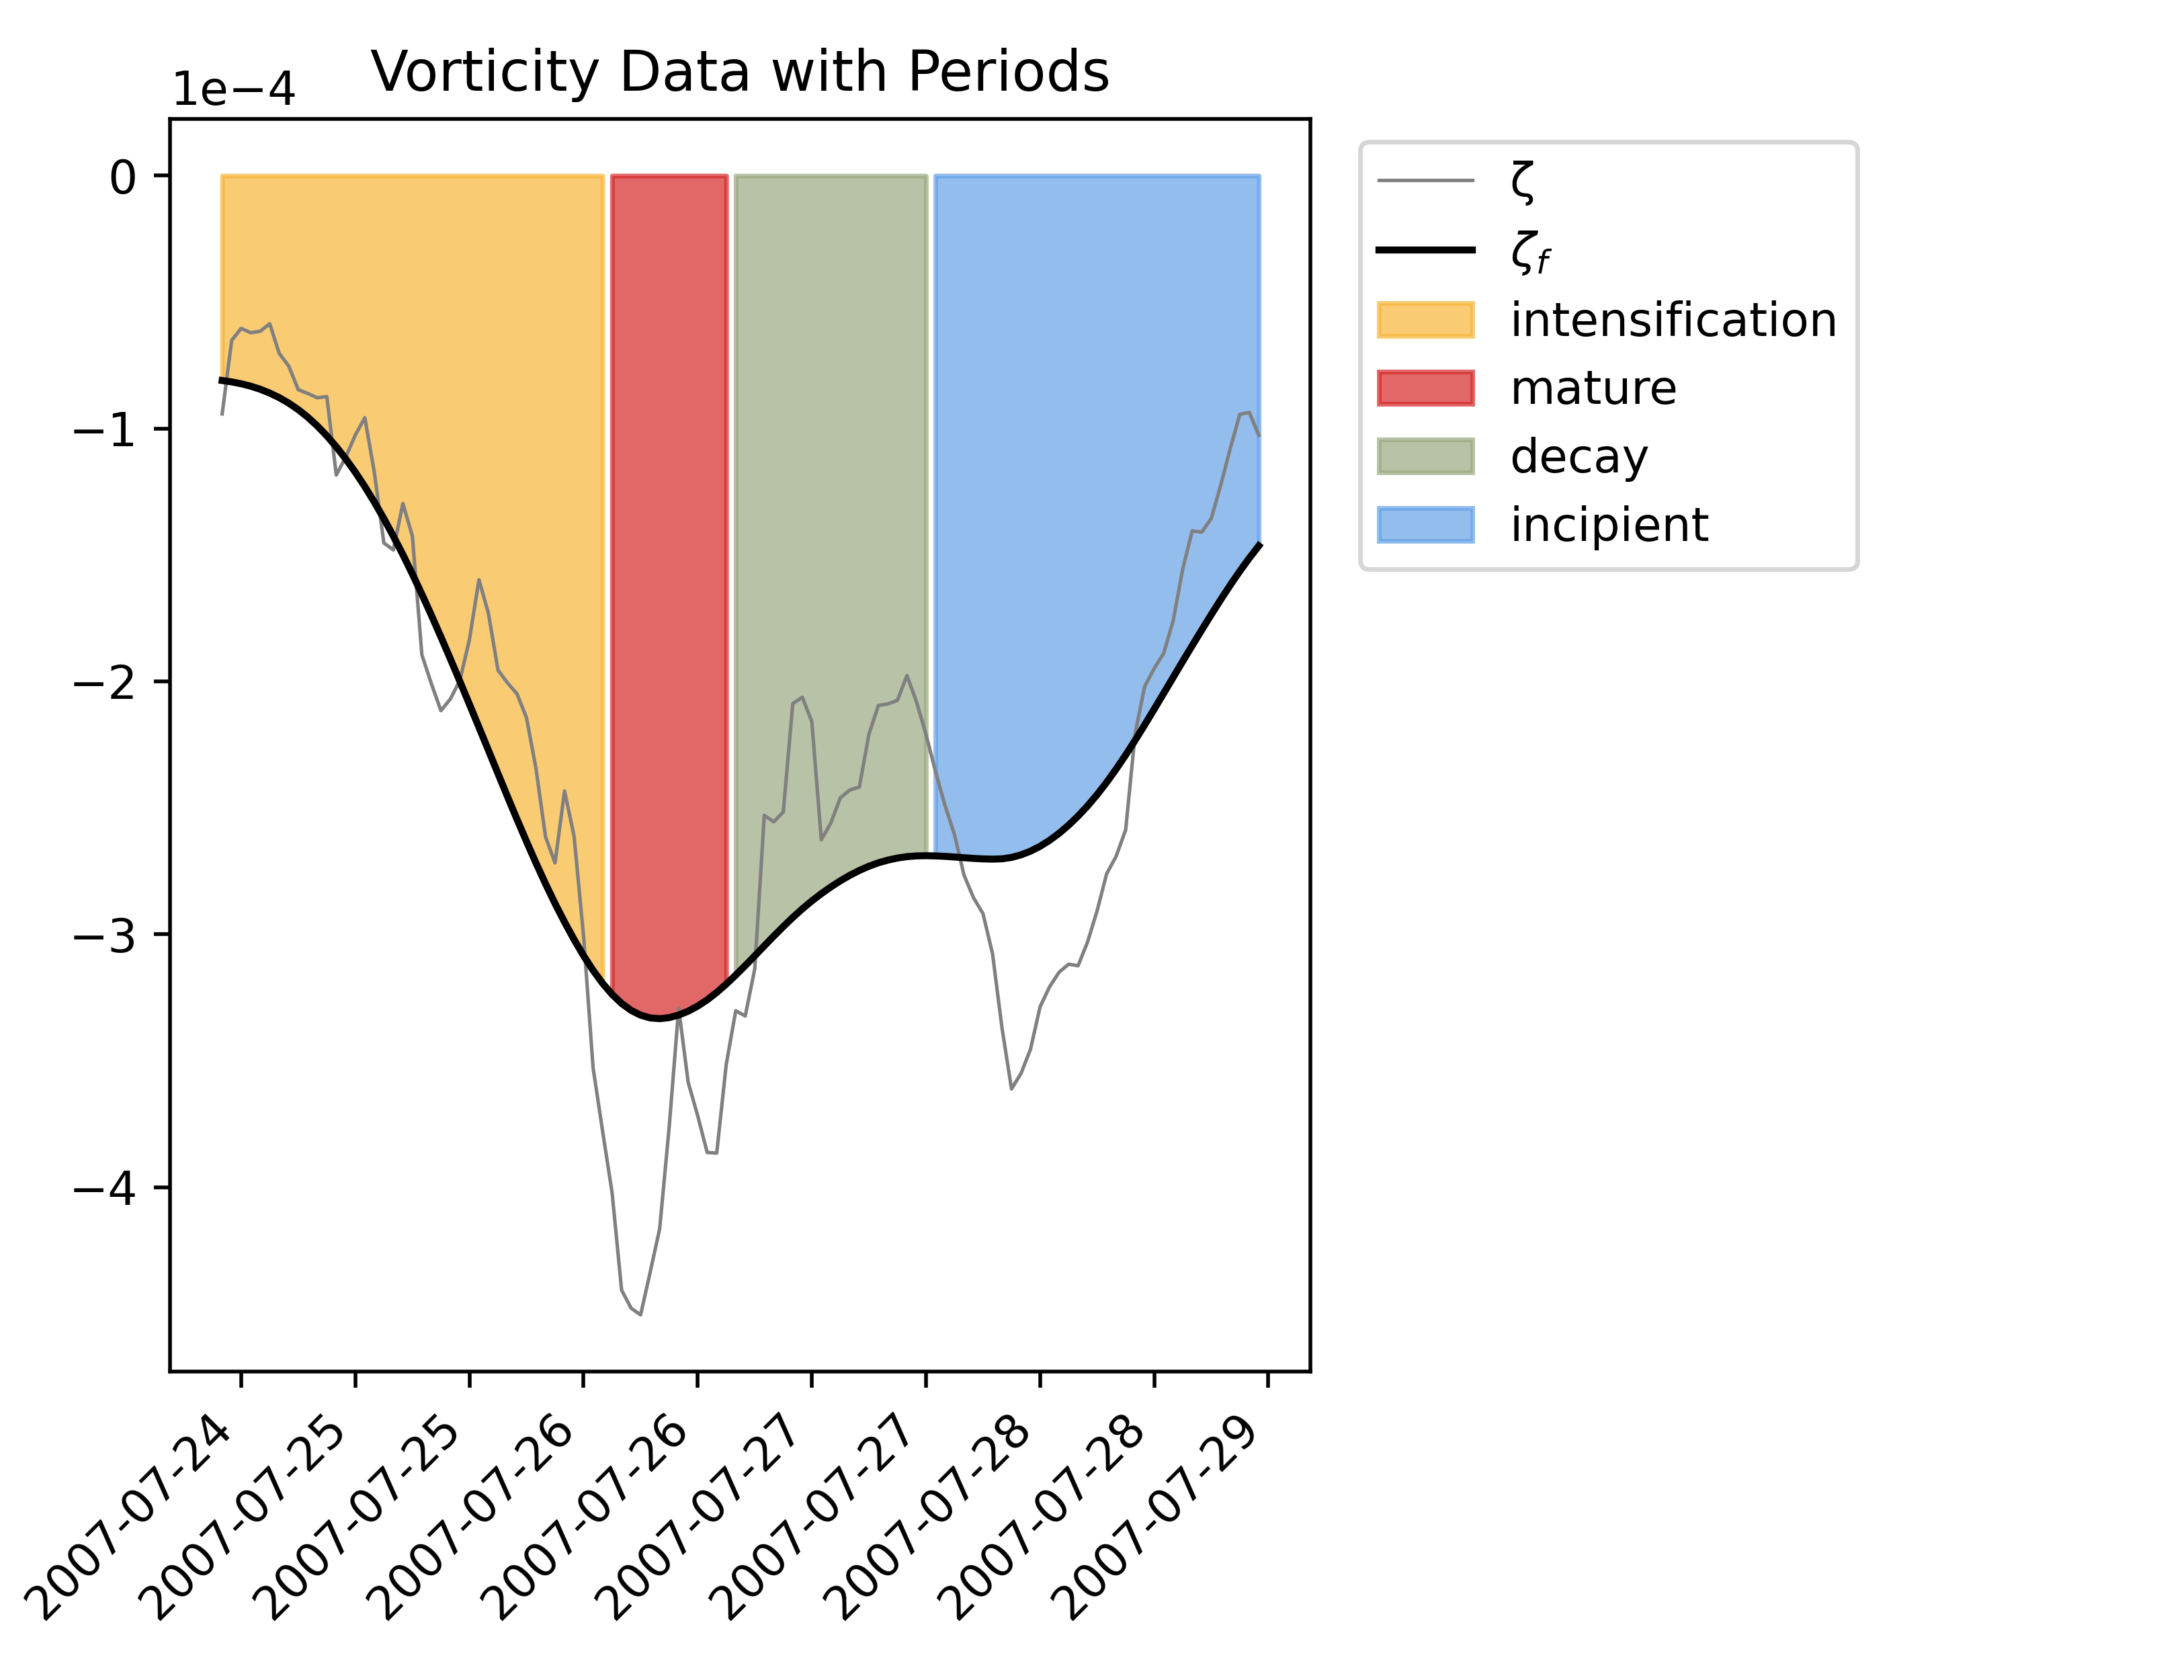 Vorticity Data with Periods
1e−4
0
−1
−2
−3
−4
2007-07-24
2007-07-25
2007-07-25
2007-07-26
2007-07-26
2007-07-27
2007-07-27
2007-07-28
2007-07-28
2007-07-29
ζ
ζf
intensification
mature
decay
incipient